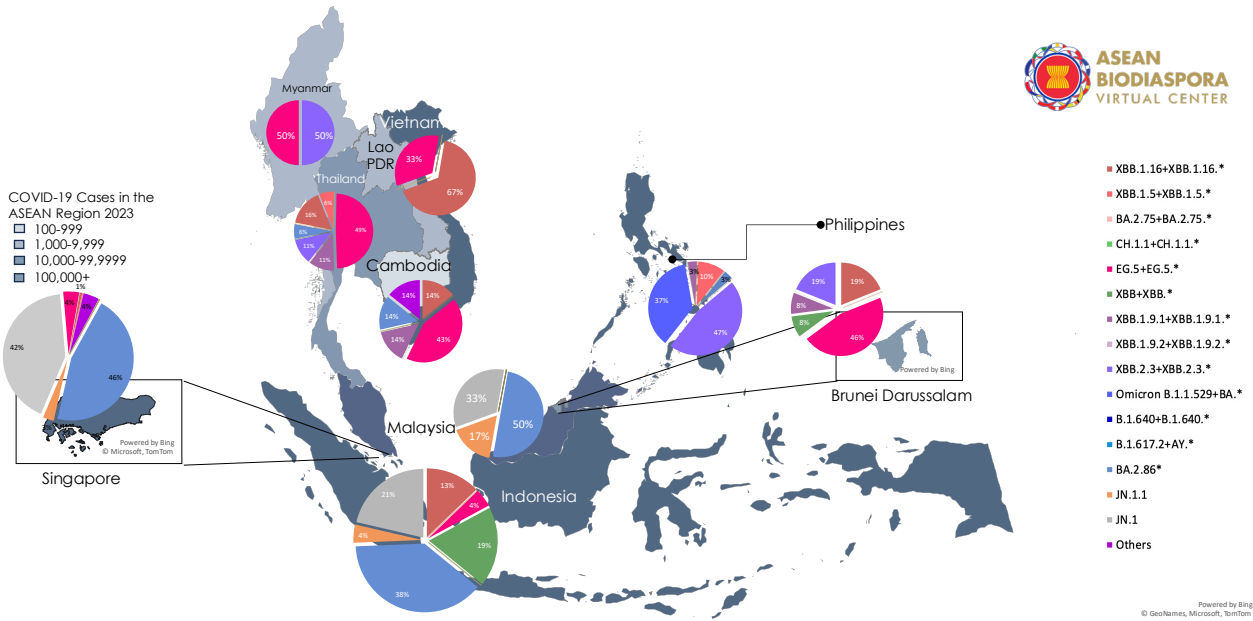 ASEAN
BIODIASPORA
VIRTUAL CENTER
COVID-19 Cases in the
ASEAN Region 2023
100-999
1,000-9,999
10,000-99,9999
100,000+
Myanmar
50%
50%
Vietnam
33%
67%
Lao
PDR
Thailand
6%
16%
6%
11%
11%
49%
Cambodia
14%
14%
14%
14%
43%
Philippines
3%
10%
3%
37%
47%
19%
19%
8%
8%
46%
Powered by Bing
Brunei Darussalam
1%
4%
4%
42%
46%
3%
Powered by Bing
© Microsoft, TomTom
Singapore
Malaysia
33%
17%
50%
Indonesia
13%
4%
19%
38%
4%
21%
XBB.1.16+XBB.1.16.*
XBB.1.5+XBB.1.5.*
BA.2.75+BA.2.75.*
CH.1.1+CH.1.1.*
EG.5+EG.5.*
XBB+XBB.*
XBB.1.9.1+XBB.1.9.1.*
XBB.1.9.2+XBB.1.9.2.*
XBB.2.3+XBB.2.3.*
Omicron B.1.1.529+BA.*
B.1.640+B.1.640.*
B.1.617.2+AY.*
BA.2.86*
JN.1.1
JN.1
Others
Powered by Bing
© GeoNames, Microsoft, TomTom